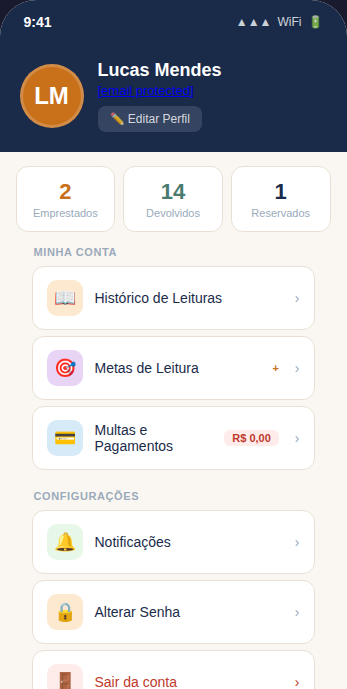 9:41
WiFi
LM
Lucas Mendes
[email protected]
Editar Perfil
2
Emprestados
14
Devolvidos
1
Reservados
MINHA CONTA
Histórico de Leituras ›
Metas de Leitura + ›
Multas e
Pagamentos
R$ 0,00 ›
CONFIGURAÇÕES
Notificações ›
Alterar Senha ›
Sair da conta ›